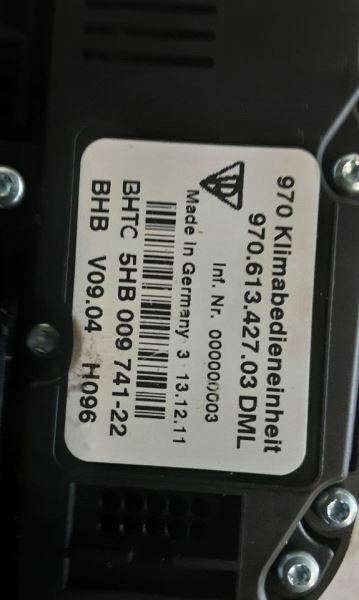 970 Klimabedieneinheit
970.613.427.03 DML
Inf. Nr. 000000003
Made in Germany 3 13.12.11
BHTC 5HB 009 741-22
BHB V09.04 H096